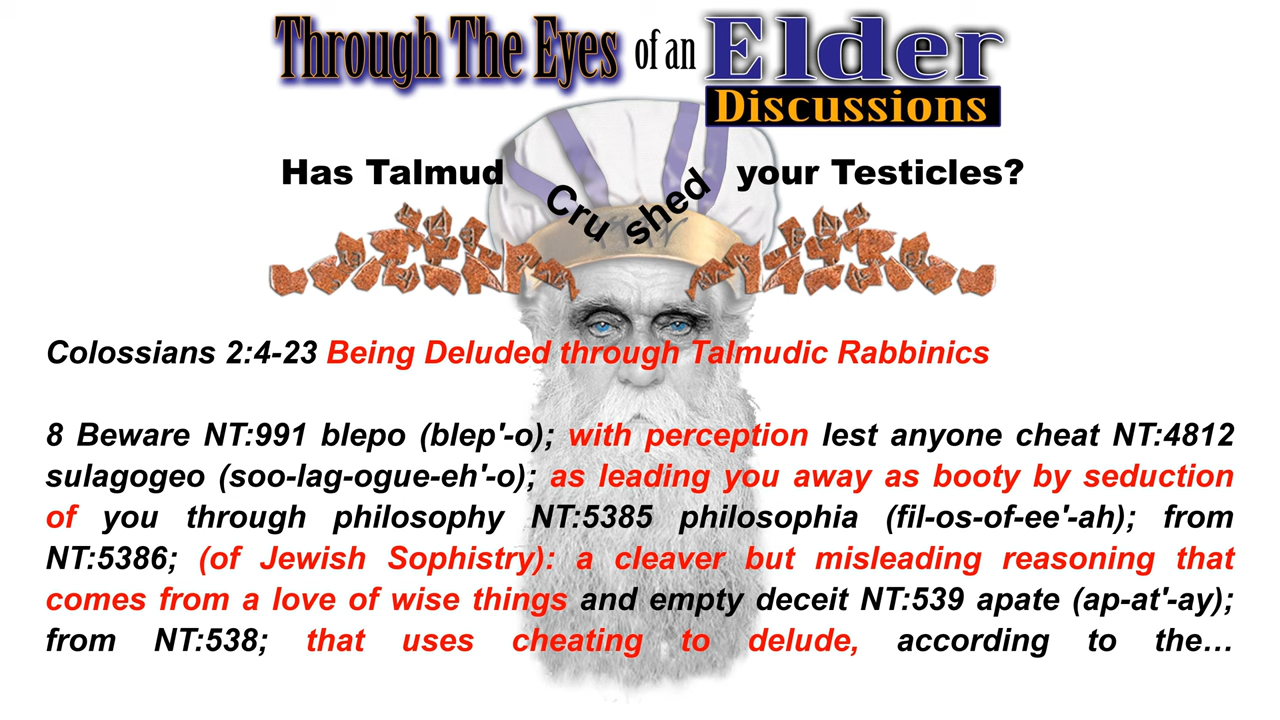 Through The Eyes of an Elder
Discussions
Has Talmud Crushed your Testicles?
Colossians 2:4-23 Being Deluded through Talmudic Rabbinics
8 Beware NT:991 blepo (blep'-o); with perception lest anyone cheat NT:4812
sulagogeo (soo-lag-ogue-eh'-o); as leading you away as booty by seduction
of you through philosophy NT:5385 philosophia (fil-os-of-ee'-ah); from
NT:5386; (of Jewish Sophistry): a cleaver but misleading reasoning that
comes from a love of wise things and empty deceit NT:539 apate (ap-at'-ay);
from NT:538; that uses cheating to delude, according to the…